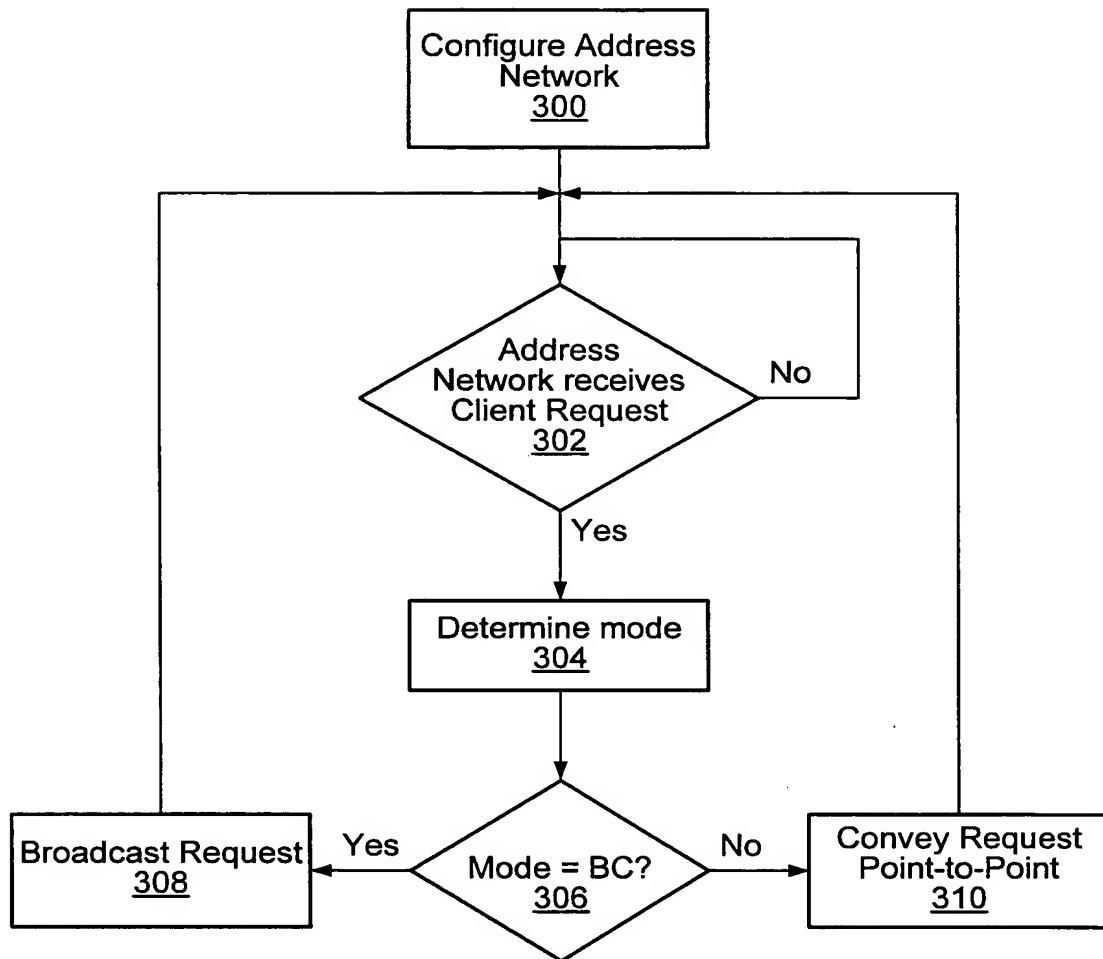 Configure Address
Network
300
Address
Network receives
Client Request
302
No
Yes
Determine mode
304
Broadcast Request
308
Yes
Mode = BC?
306
No
Convey Request
Point-to-Point
310